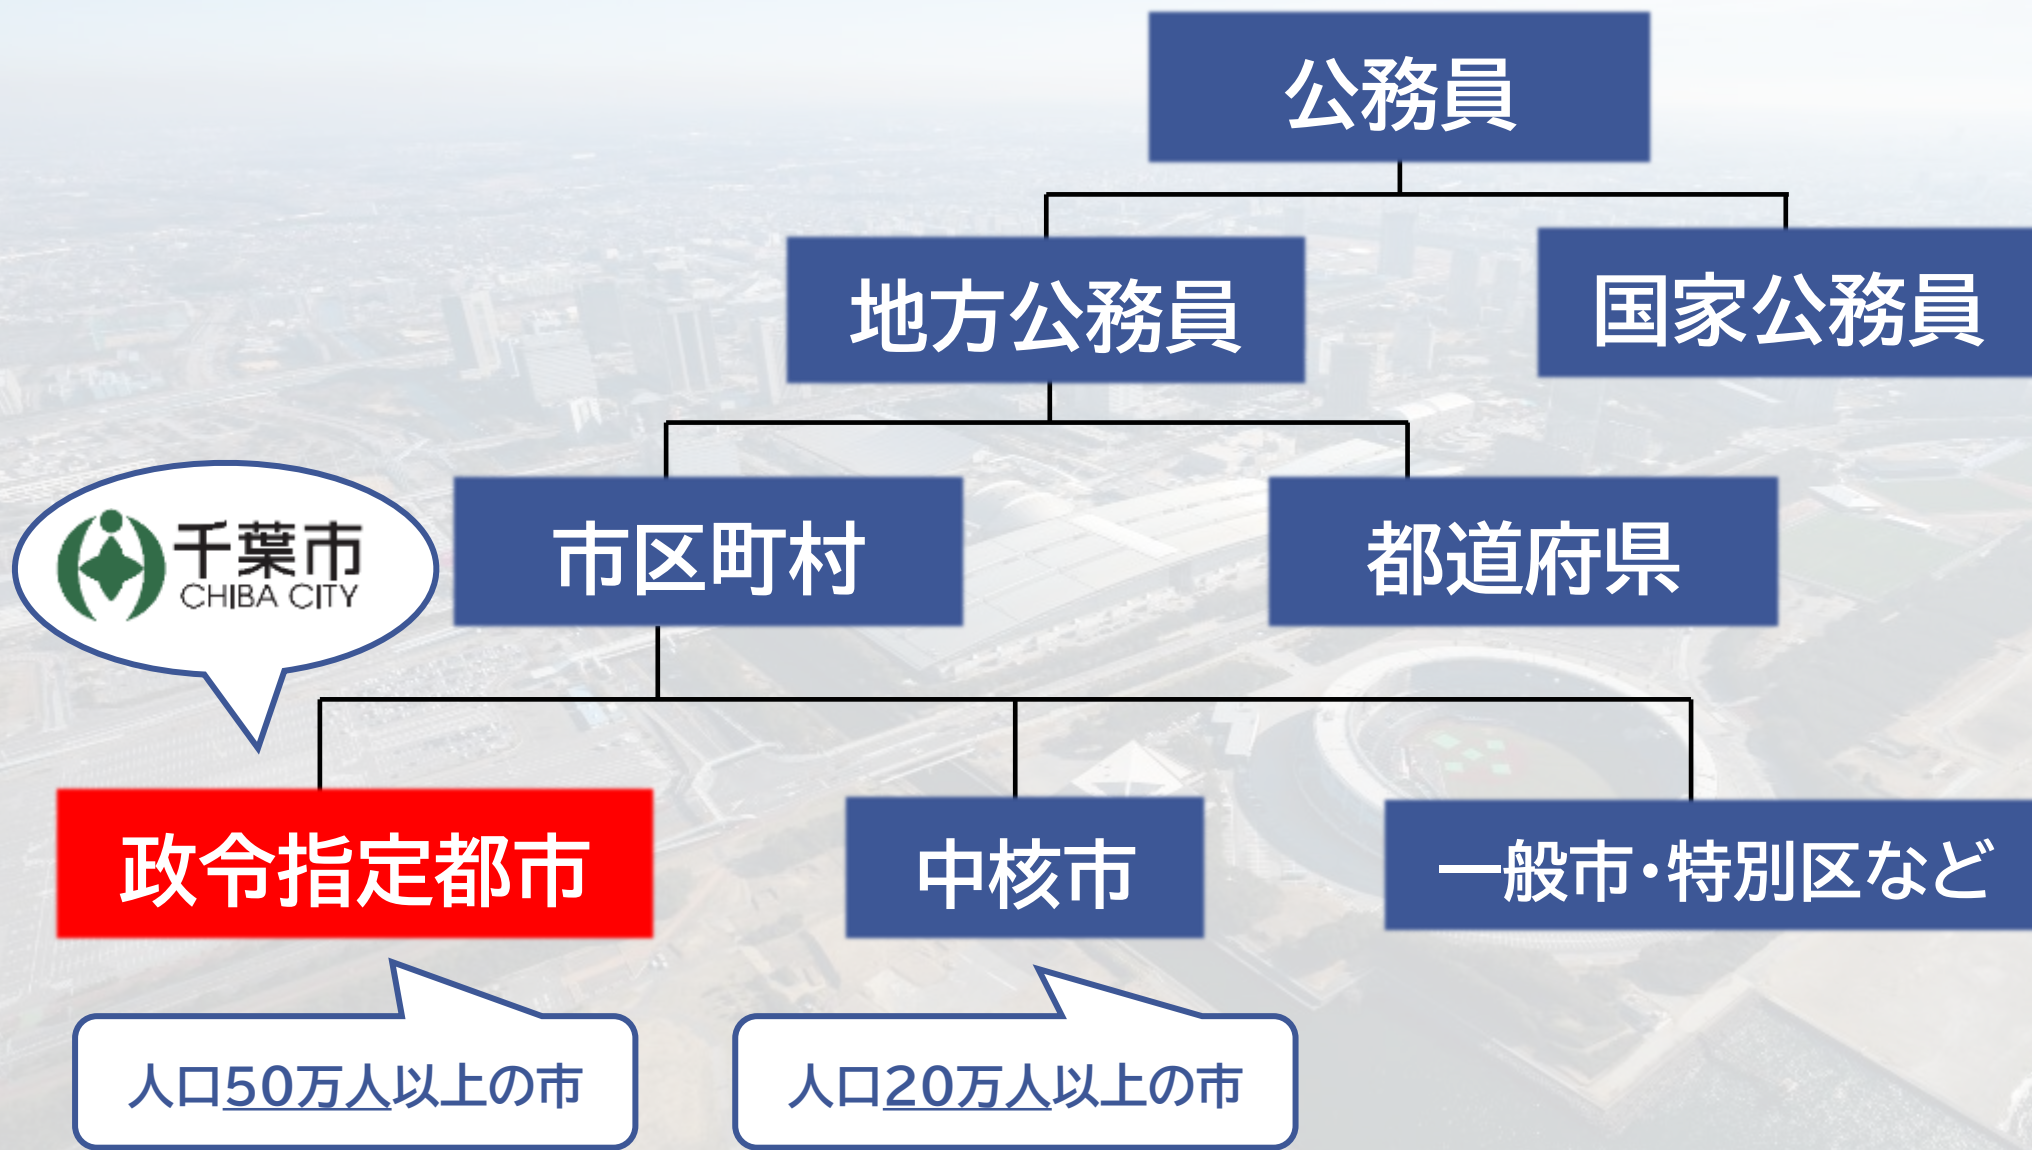 公務員
地方公務員
国家公務員
千葉市
CHIBA CITY
市区町村
都道府県
政令指定都市
中核市
一般市・特別区など
人口50万人以上の市
人口20万人以上の市